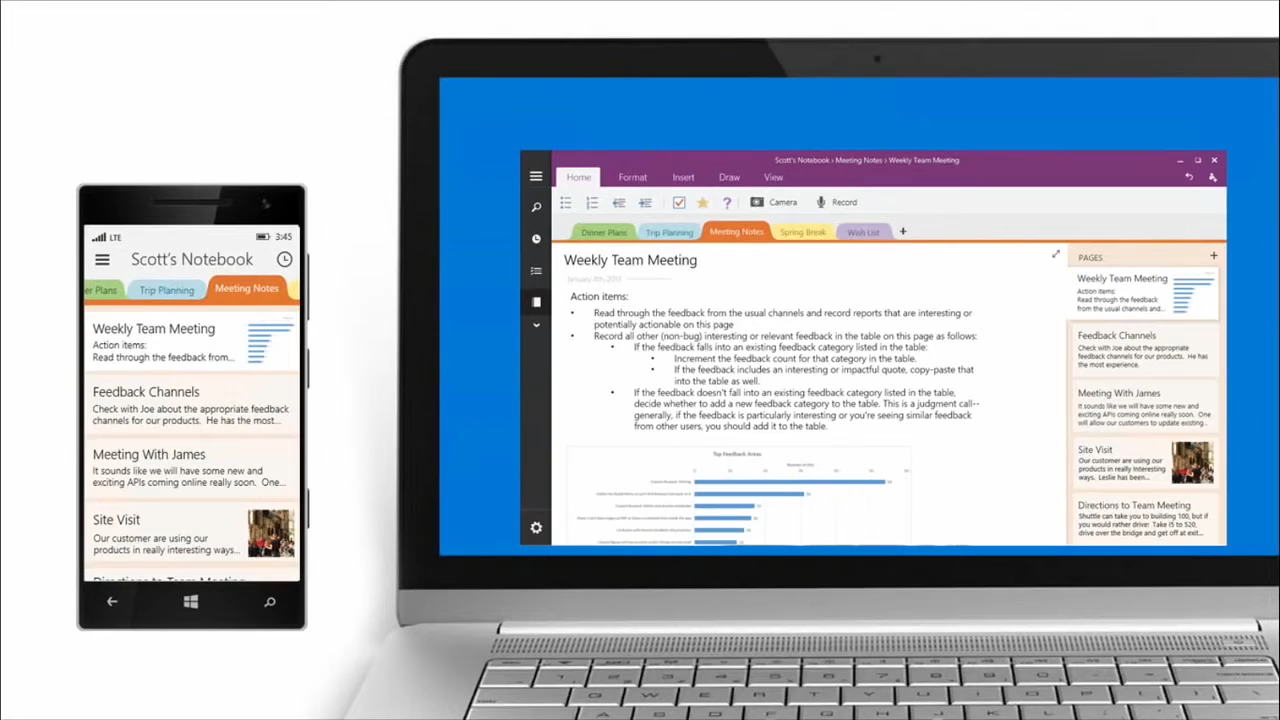 LTE
3:45
Scott's Notebook
er Plans
Trip Planning
Meeting Notes
Weekly Team Meeting
Action items:
Read through the feedback from...
Feedback Channels
Check with Joe about the appropriate feedback
channels for our products. He has the most...
Meeting With James
It sounds like we will have some new and
exciting APIs coming online really soon. One...
Site Visit
Our customer are using our
products in really interesting ways...
Directions to Team Meeting
Scott's Notebook › Meeting Notes › Weekly Team Meeting
Home
Format
Insert
Draw
View
Camera
Record
Dinner Plans
Trip Planning
Meeting Notes
Spring Break
Wish List
Weekly Team Meeting
Action items:
Read through the feedback from the usual channels and record reports that are interesting or
potentially actionable on this page
Record all other (non-bug) interesting or relevant feedback in the table on this page as follows:
If the feedback falls into an existing feedback category listed in the table:
Increment the feedback count for that category in the table.
If the feedback includes an interesting or impactful quote, copy-paste that
into the table as well.
If the feedback doesn't fall into an existing feedback category listed in the table,
decide whether to add a new feedback category to the table. This is a judgment call--
generally, if the feedback is particularly interesting or you're seeing similar feedback
from other users, you should add it to the table.
Top Feedback Areas
PAGES
Weekly Team Meeting
Action items:
Read through the feedback
from the usual channels and...
Feedback Channels
Check with Joe about the appropriate
feedback channels for our products. He has
the most experience.
Meeting With James
It sounds like we will have some new and
exciting APIs coming online really soon. One
will allow our customers to update existing...
Site Visit
Our customer are using our
products in really Interesting
ways. Leslie has been...
Directions to Team Meeting
Shuttle can take you to building 100, but if
you would rather drive: Take I5 to 520,
drive over the bridge and get off at exit...